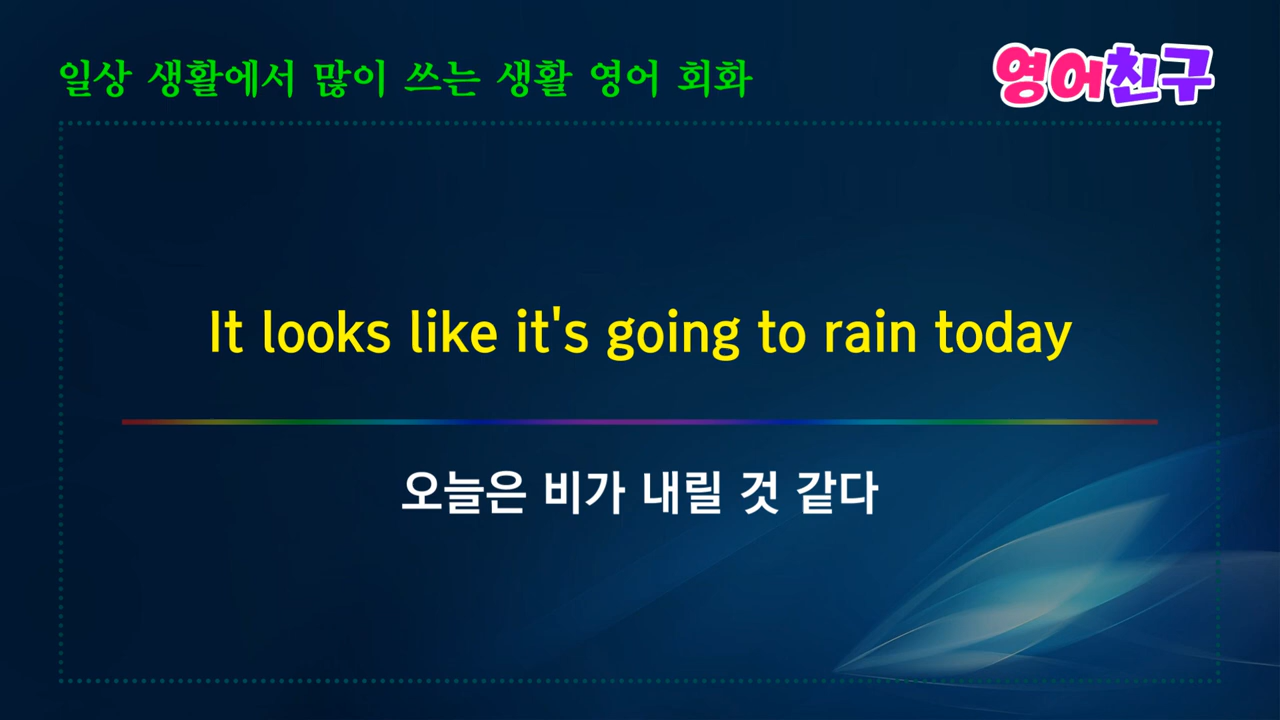 일상 생활에서 많이 쓰는 생활 영어 회화
영어친구
It looks like it's going to rain today
오늘은 비가 내릴 것 같다